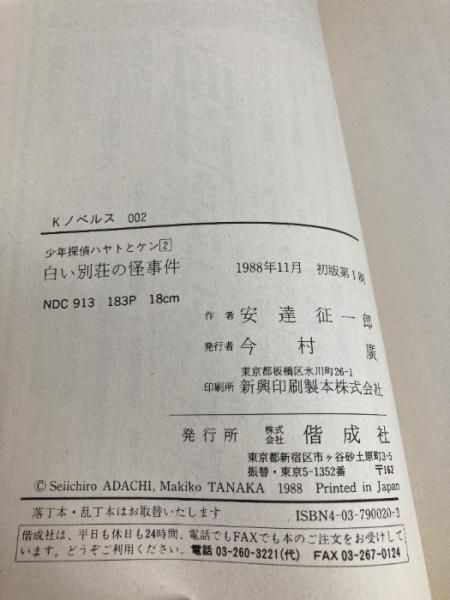 Kノベルス 002
少年探偵ハヤトとケン[2]
白い別荘の怪事件
NDC 913 183P 18cm
1988年11月 初版第1刷
作者 安達征一郎
発行者 今村廣
東京都板橋区氷川町26-1
印刷所 新興印刷製本株式会社
発行所 株式会社 偕成社
東京都新宿区市ヶ谷砂土原町3-5
振替・東京5-1352番 〒162
© Seiichiro ADACHI, Makiko TANAKA 1988 Printed in Japan
落丁本・乱丁本はお取替いたします ISBN4-03-790020-3
偕成社は、平日も休日も24時間、電話でもFAXでも本のご注文をお受けして
います。どうぞご利用ください。電話 03-260-3221(代) FAX 03-267-0124